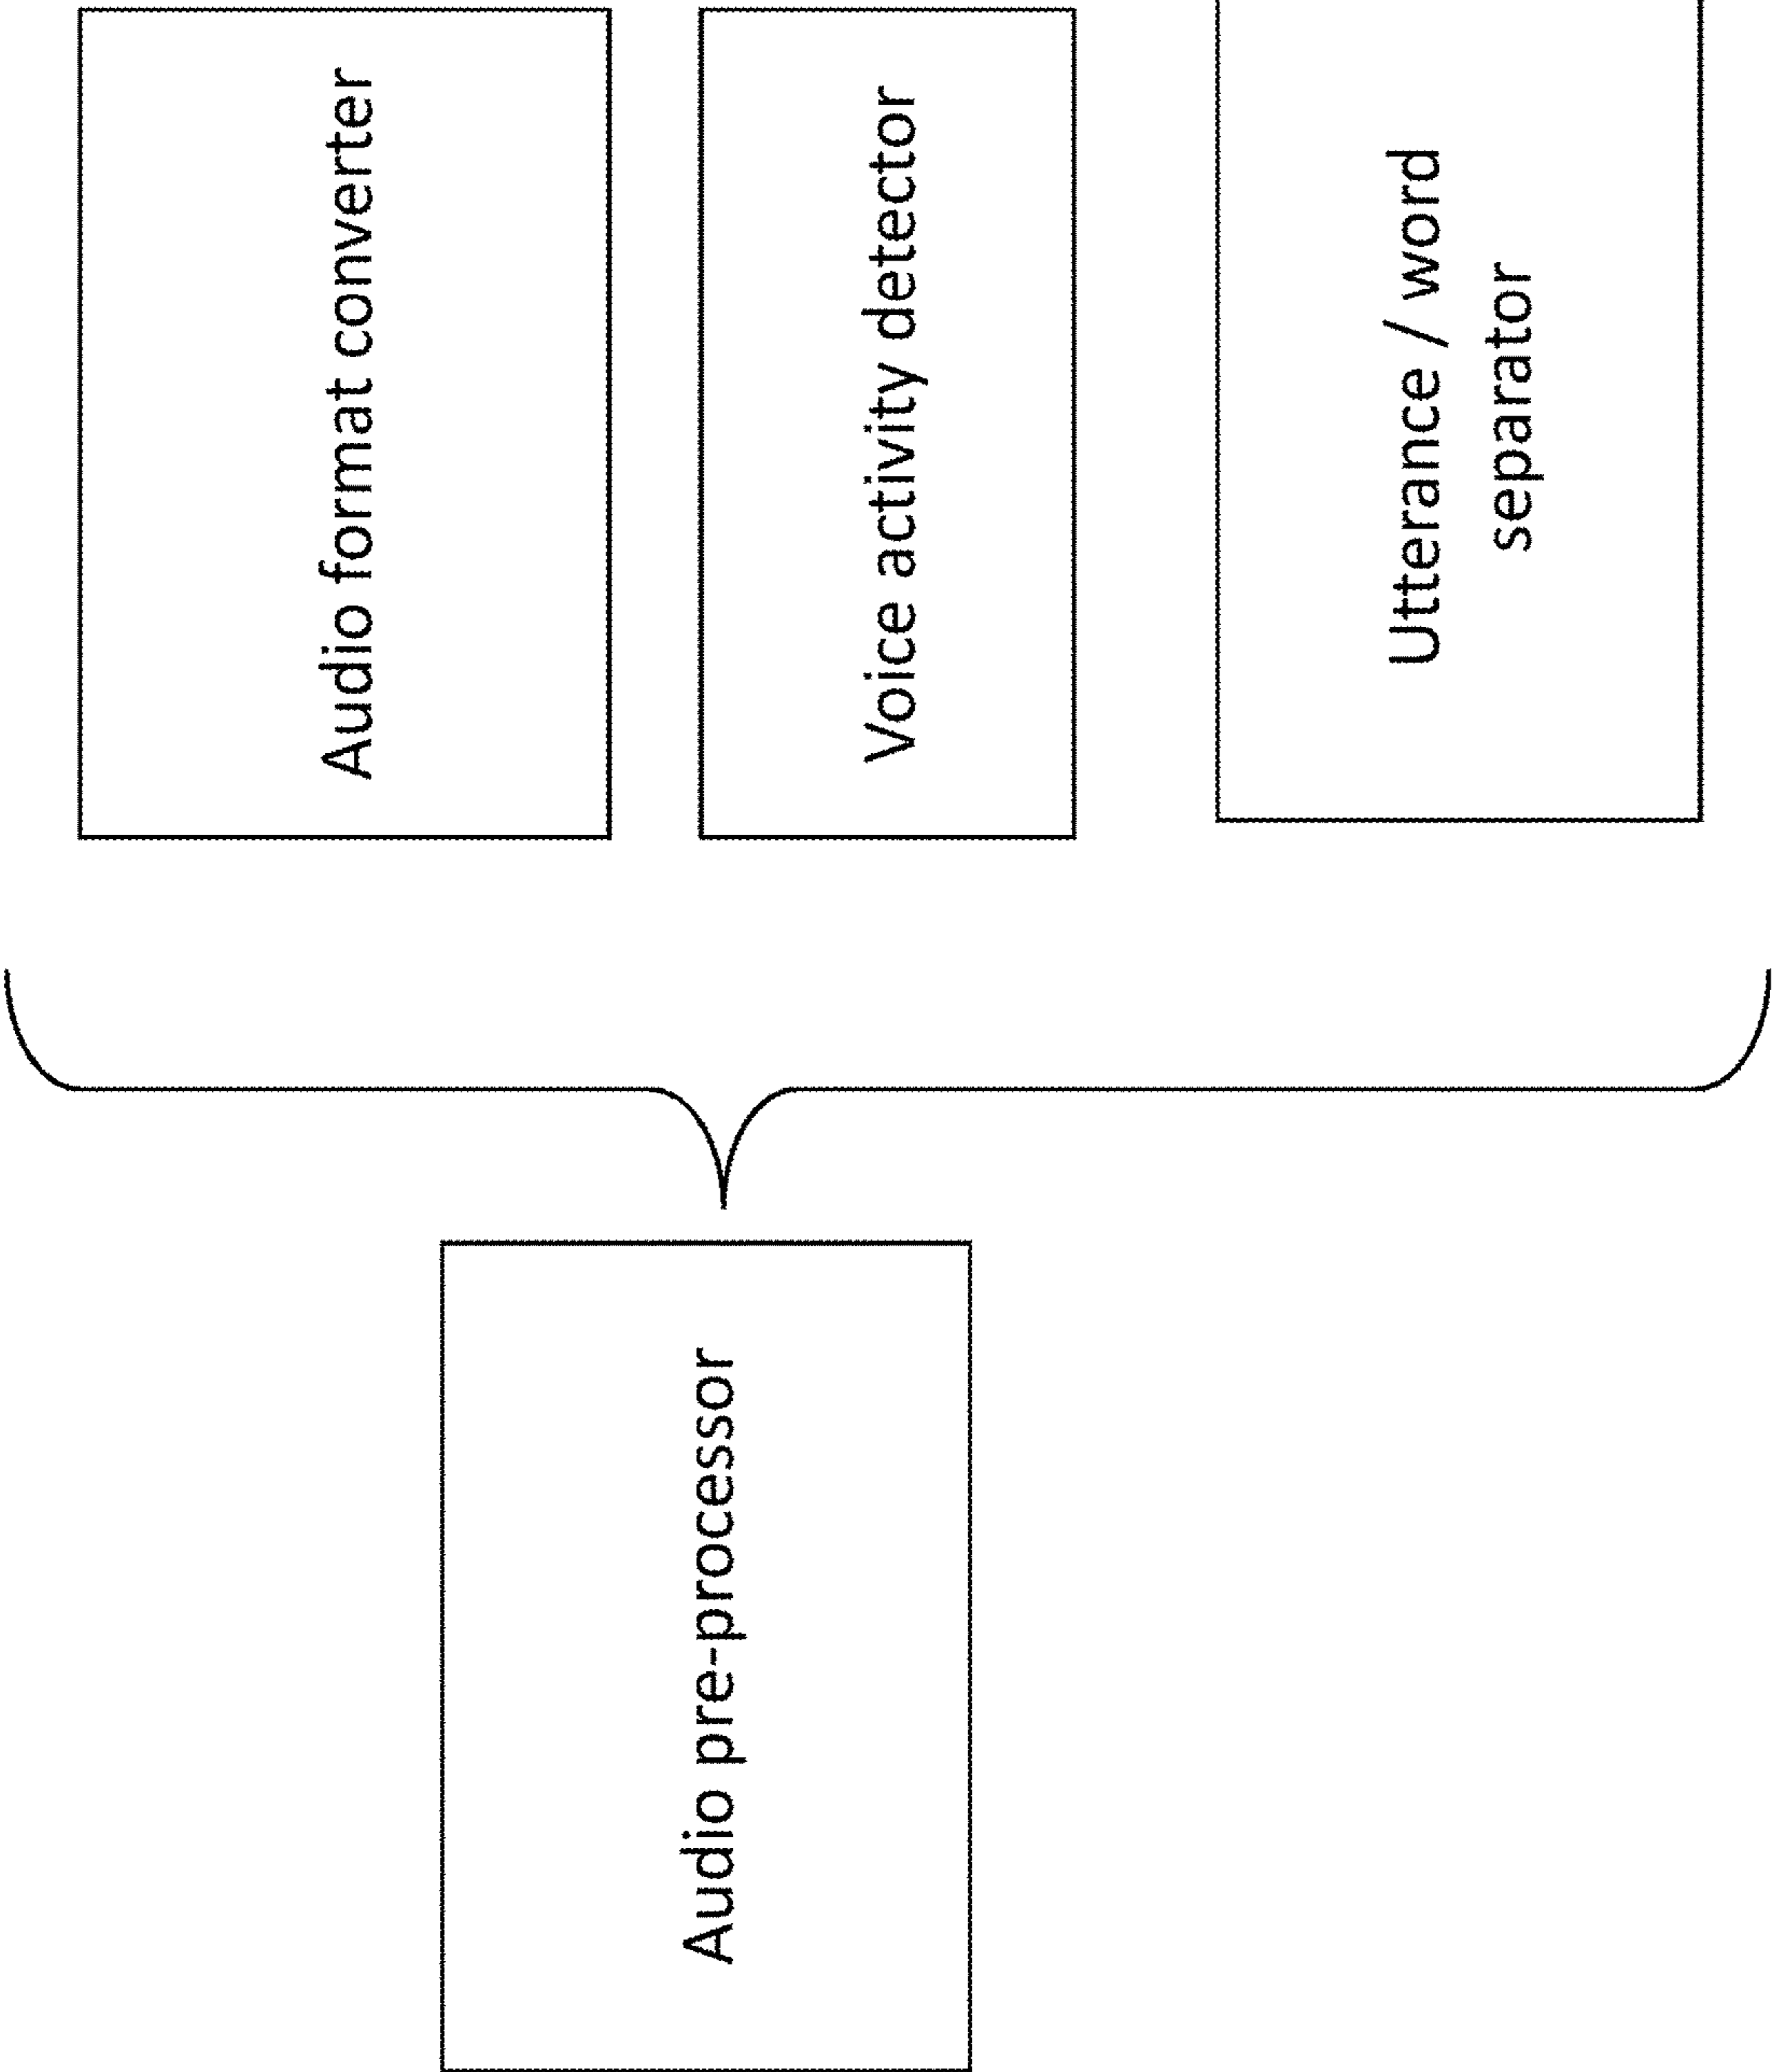 Audio pre-processor
Audio format converter
Voice activity detector
Utterance / word
separator